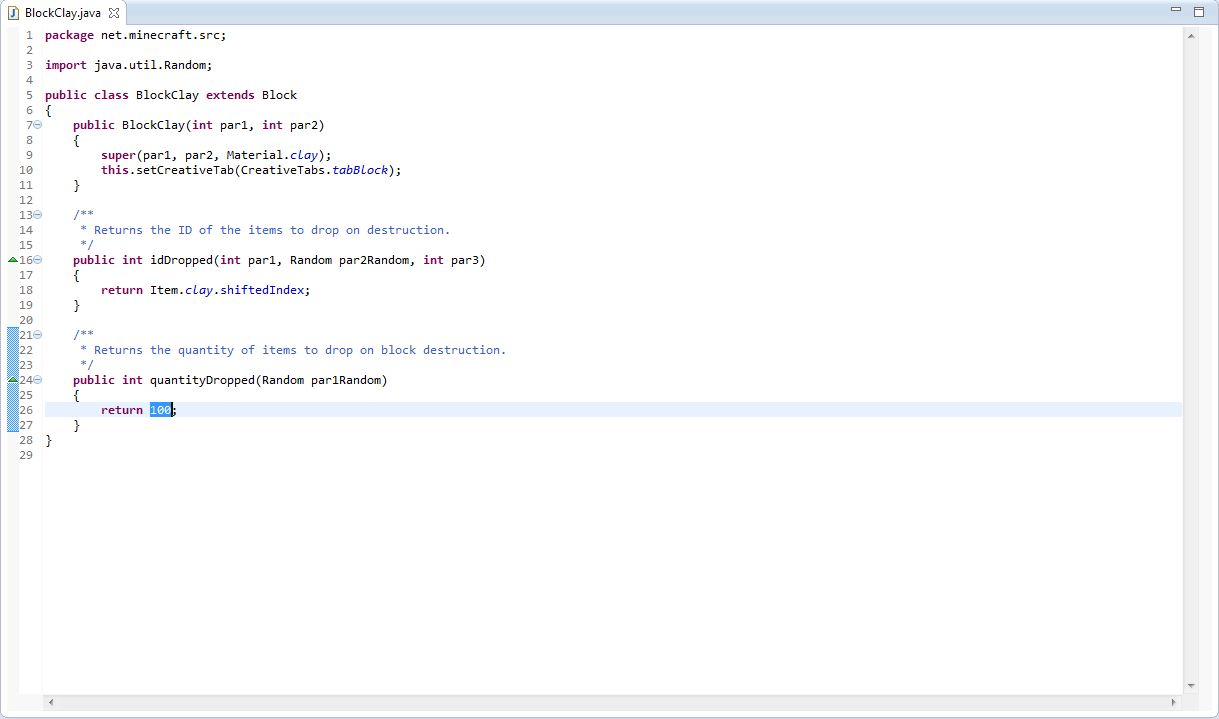 BlockClay.java
1 package net.minecraft.src;
2
3 import java.util.Random;
4
5 public class BlockClay extends Block
6 {
7 public BlockClay(int par1, int par2)
8 {
9 super(par1, par2, Material.clay);
10 this.setCreativeTab(CreativeTabs.tabBlock);
11 }
12
13 /**
14 * Returns the ID of the items to drop on destruction.
15 */
16 public int idDropped(int par1, Random par2Random, int par3)
17 {
18 return Item.clay.shiftedIndex;
19 }
20
21 /**
22 * Returns the quantity of items to drop on block destruction.
23 */
24 public int quantityDropped(Random par1Random)
25 {
26 return 100;
27 }
28 }
29